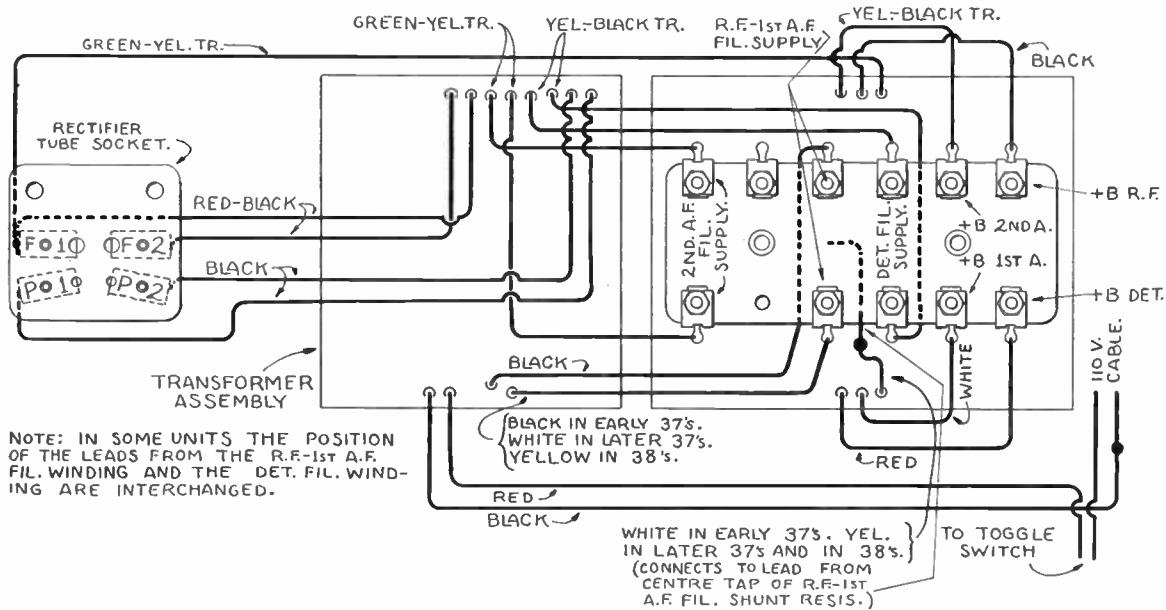 GREEN-YEL.TR.
GREEN-YEL.TR.
YEL-BLACK TR.
R.F.-1ST A.F.
FIL. SUPPLY.
YEL-BLACK TR.
BLACK
RECTIFIER
TUBE SOCKET.
RED-BLACK
BLACK
F 1
F 2
P 1
P 2
2ND. A.F.
FIL.
SUPPLY.
DET. FIL.
SUPPLY.
+B R.F.
+B 2ND A.
+B 1ST A.
+B DET.
110 V.
CABLE.
TRANSFORMER
ASSEMBLY
BLACK
BLACK IN EARLY 37's.
WHITE IN LATER 37's.
YELLOW IN 38's.
WHITE
RED
NOTE: IN SOME UNITS THE POSITION
OF THE LEADS FROM THE R.F.-1ST A.F.
FIL. WINDING AND THE DET. FIL. WIND-
ING ARE INTERCHANGED.
RED
BLACK
WHITE IN EARLY 37's. YEL.
IN LATER 37's AND IN 38's.
(CONNECTS TO LEAD FROM
CENTRE TAP OF R.F.-1ST
A.F. FIL. SHUNT RESIS.)
TO TOGGLE
SWITCH